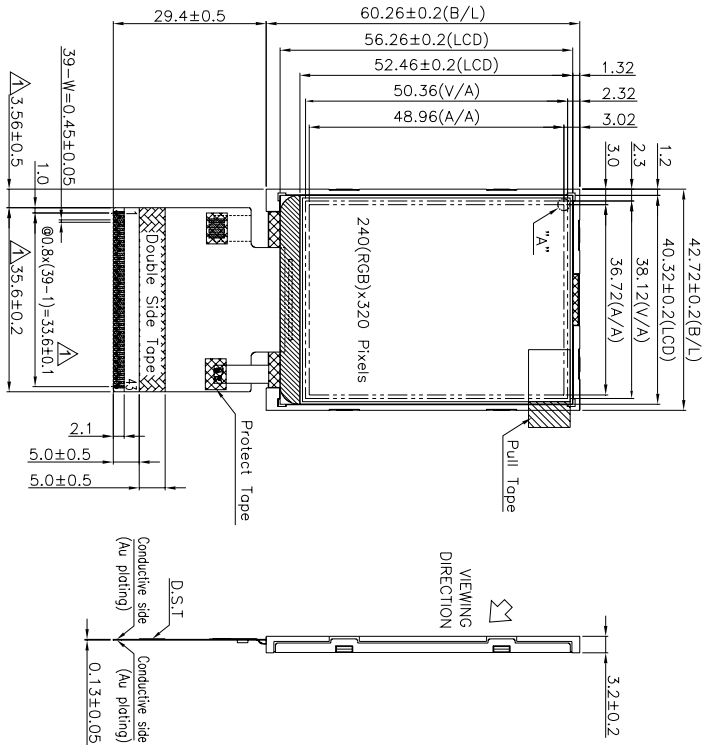 29.4±0.5
60.26±0.2(B/L)
56.26±0.2(LCD)
52.46±0.2(LCD)
50.36(V/A)
48.96(A/A)
1.32
2.32
3.02
39-W=0.45±0.05
1
3.56±0.5
1.0
3.0
2.3
1.2
42.72±0.2(B/L)
40.32±0.2(LCD)
38.12(V/A)
36.72(A/A)
"A"
240(RGB)x320 Pixels
Double Side Tape
1
43
@0.8x(39-1)=33.6±0.1
1
1
35.6±0.2
2.1
5.0±0.5
5.0±0.5
Protect Tape
Pull Tape
VIEWING
DIRECTION
D.S.T
Conductive side
(Au plating)
Conductive side
(Au plating)
0.13±0.05
3.2±0.2